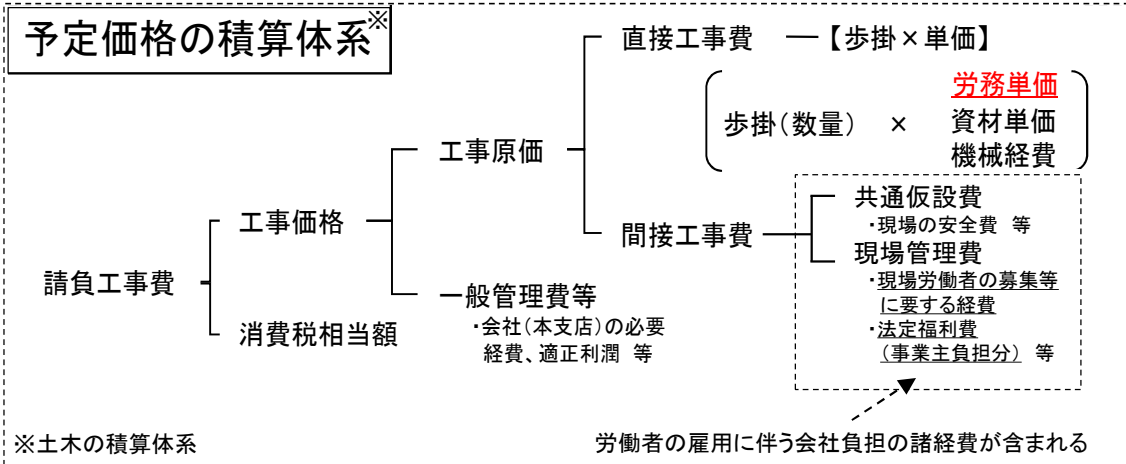 予定価格の積算体系※
直接工事費 ― 【歩掛×単価】
労務単価
歩掛(数量) × 資材単価
機械経費
工事原価
共通仮設費
・現場の安全費 等
工事価格
間接工事費
現場管理費
・現場労働者の募集等
に要する経費
・法定福利費
(事業主負担分) 等
請負工事費
一般管理費等
・会社(本支店)の必要
経費、適正利潤 等
消費税相当額
※土木の積算体系
労働者の雇用に伴う会社負担の諸経費が含まれる